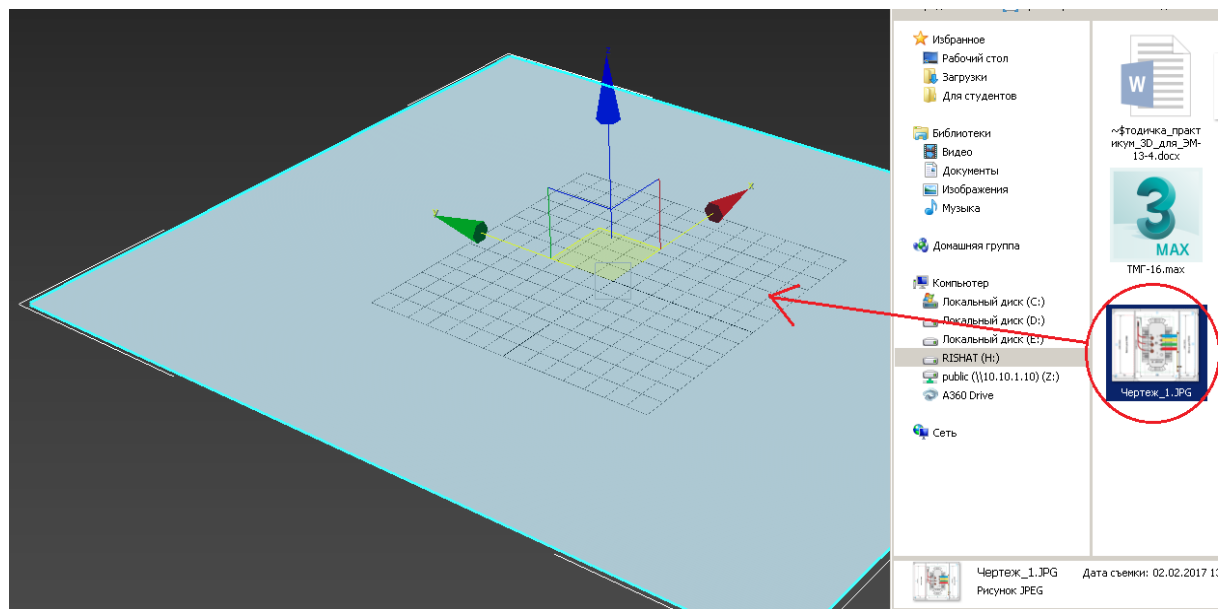 Избранное
Рабочий стол
Загрузки
Для студентов
Библиотеки
Видео
Документы
Изображения
Музыка
Домашняя группа
Компьютер
Локальный диск (C:)
Локальный диск (D:)
Локальный диск (E:)
RISHAT (H:)
public (\\10.10.1.10) (Z:)
A360 Drive
Сеть
W
~$тодичка_практ
икум_3D_для_ЭМ-
13-4.docx
3
MAX
ТМГ-16.max
Чертеж_1.JPG
Чертеж_1.JPG
Дата съемки: 02.02.2017 13
Рисунок JPEG